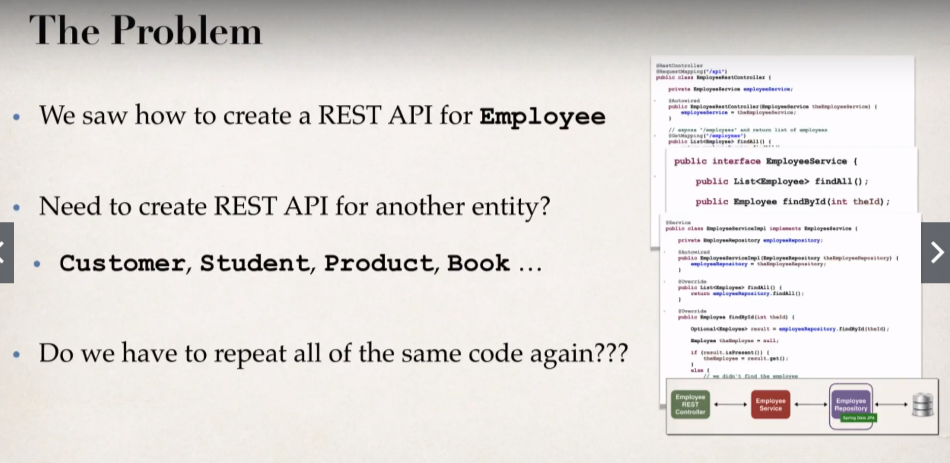 The Problem
• We saw how to create a REST API for Employee
• Need to create REST API for another entity?
• Customer, Student, Product, Book ...
• Do we have to repeat all of the same code again???
@RestController
@RequestMapping("/api")
public class EmployeeRestController {
private EmployeeService employeeService;
@Autowired
public EmployeeRestController(EmployeeService theEmployeeService) {
employeeService = theEmployeeService;
}
// expose "/employees" and return list of employees
@GetMapping("/employees")
public List<Employee> findAll() {
public interface EmployeeService {
public List<Employee> findAll();
public Employee findById(int theId);
@Service
public class EmployeeServiceImpl implements EmployeeService {
private EmployeeRepository employeeRepository;
@Autowired
public EmployeeServiceImpl(EmployeeRepository theEmployeeRepository) {
employeeRepository = theEmployeeRepository;
}
@Override
public List<Employee> findAll() {
return employeeRepository.findAll();
}
@Override
public Employee findById(int theId) {
Optional<Employee> result = employeeRepository.findById(theId);
Employee theEmployee = null;
if (result.isPresent()) {
theEmployee = result.get();
}
else {
// we didn't find the employee
Employee
REST
Controller
Employee
Service
Employee
Repository
Spring Data JPA